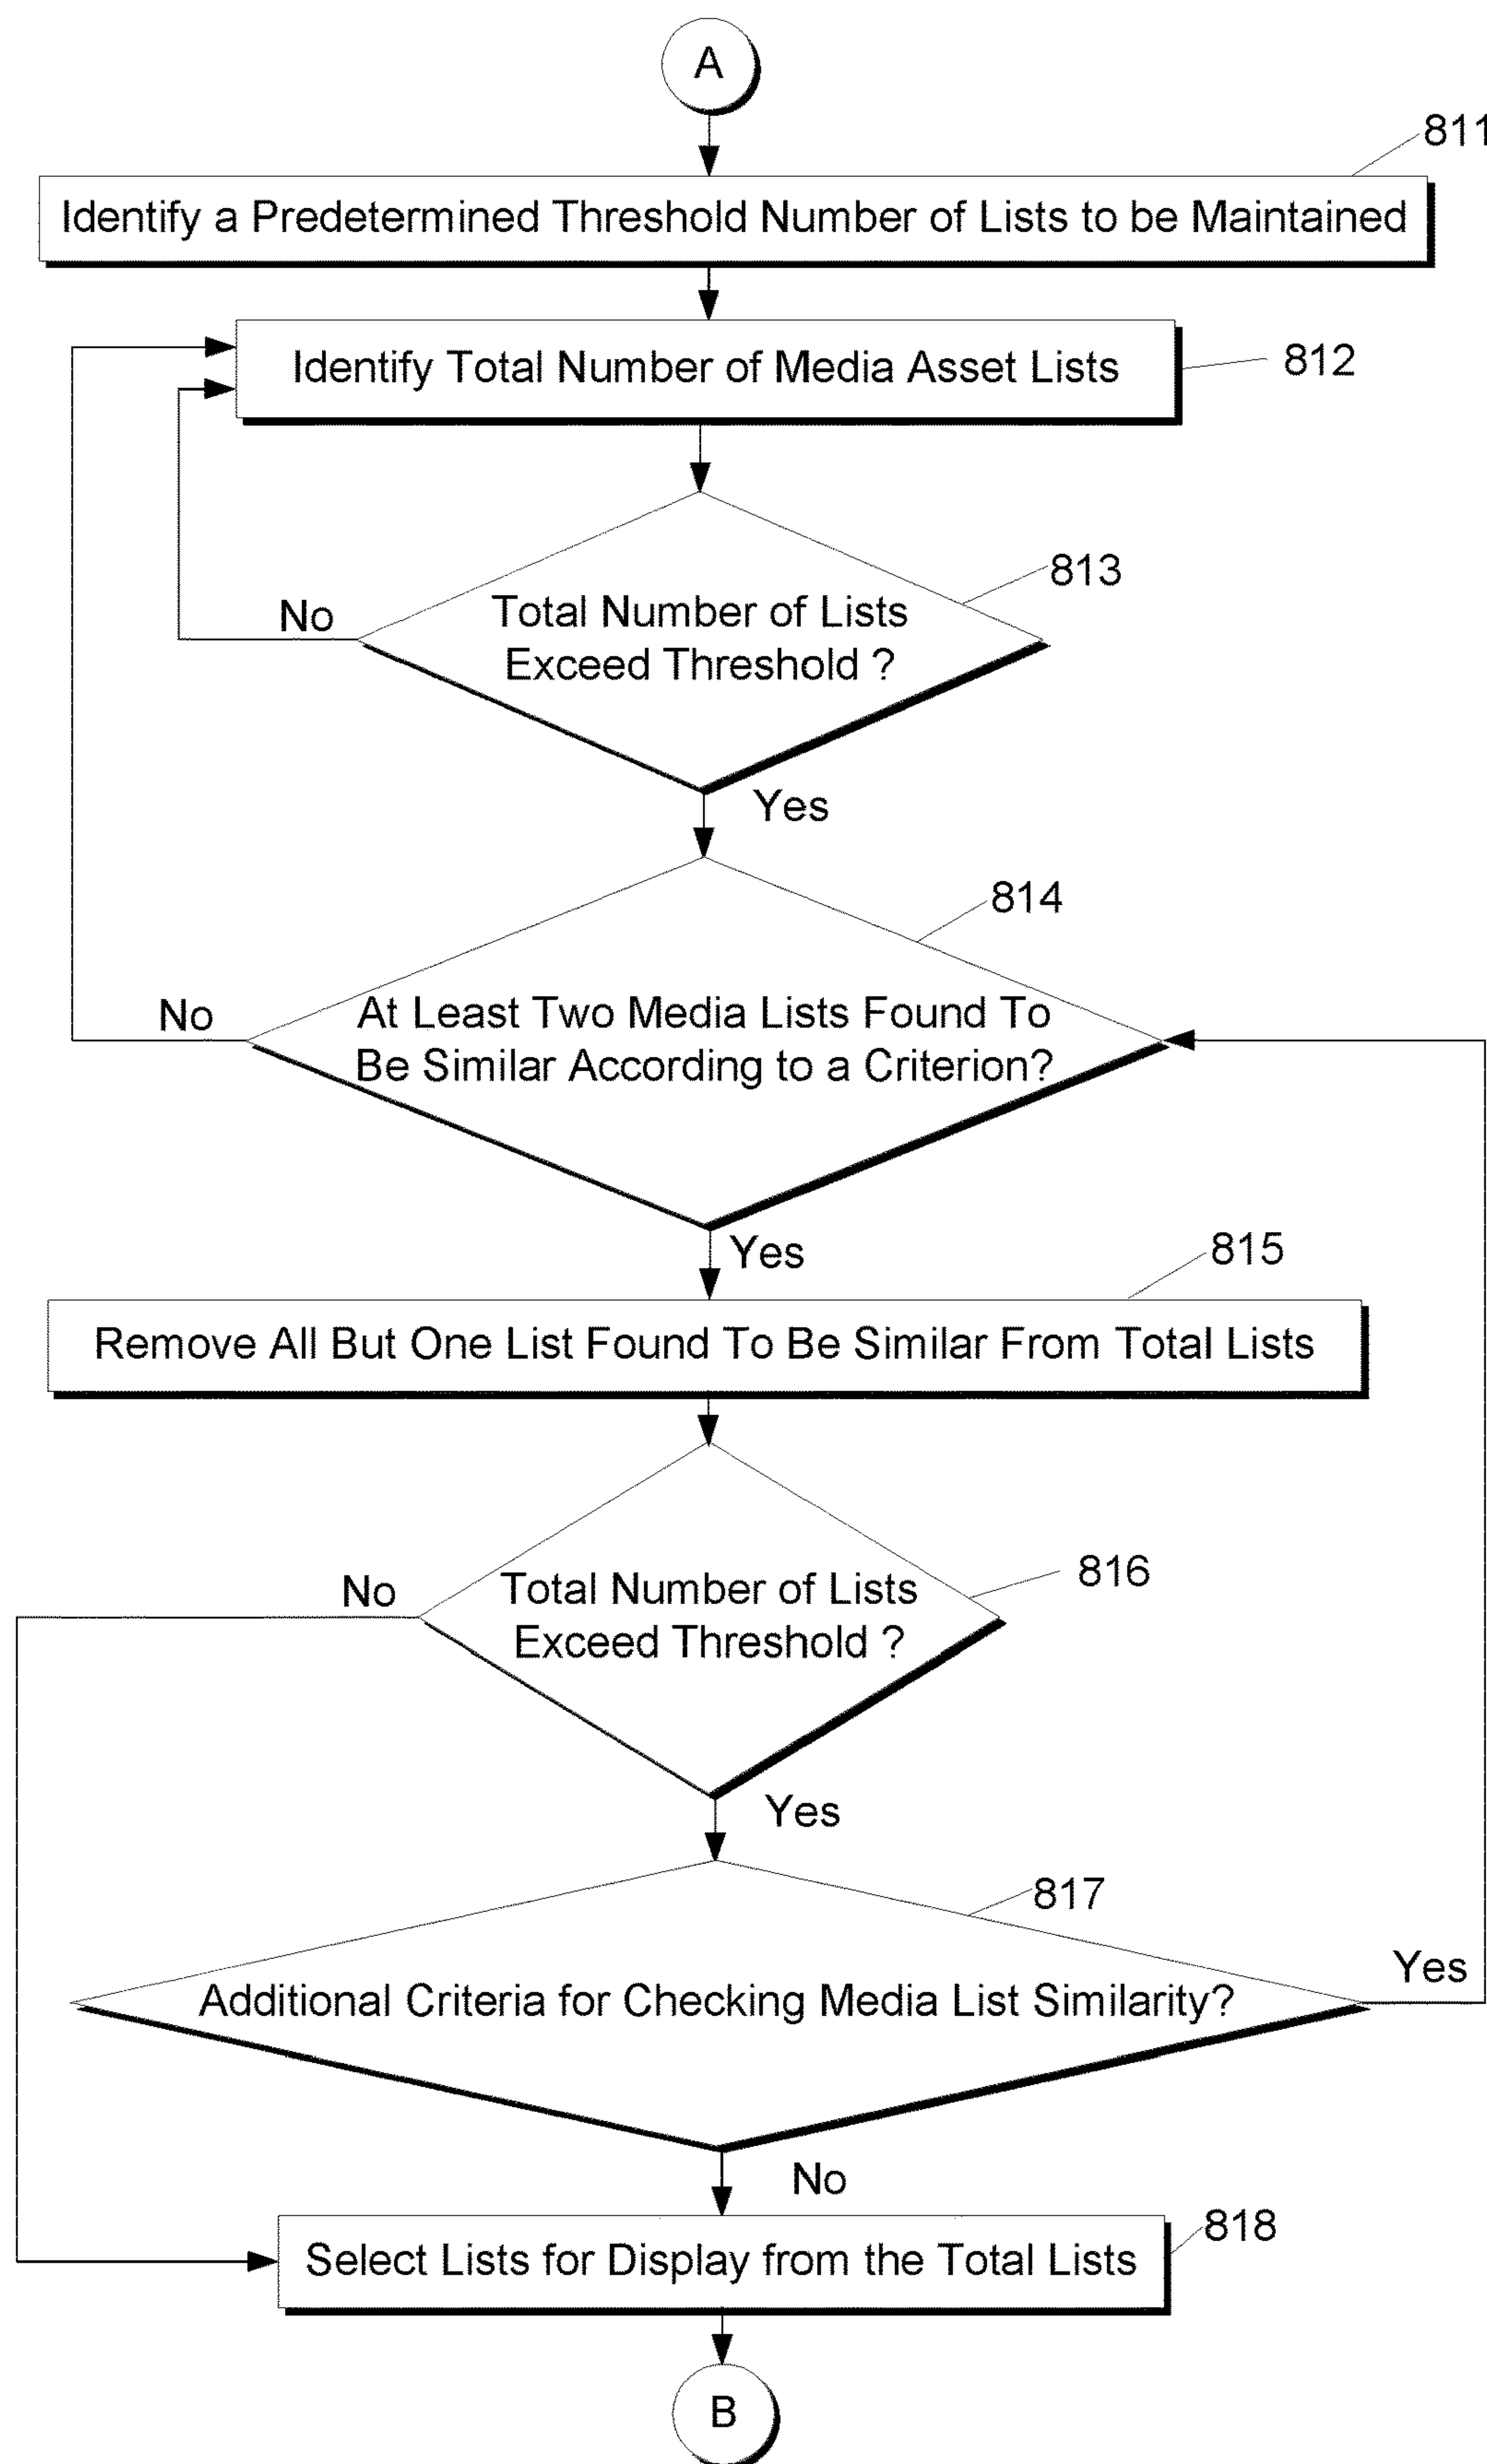 A
811
Identify a Predetermined Threshold Number of Lists to be Maintained
Identify Total Number of Media Asset Lists
812
813
No
Total Number of Lists
Exceed Threshold ?
Yes
814
No
At Least Two Media Lists Found To
Be Similar According to a Criterion?
Yes
815
Remove All But One List Found To Be Similar From Total Lists
816
No
Total Number of Lists
Exceed Threshold ?
Yes
817
Yes
Additional Criteria for Checking Media List Similarity?
No
818
Select Lists for Display from the Total Lists
B